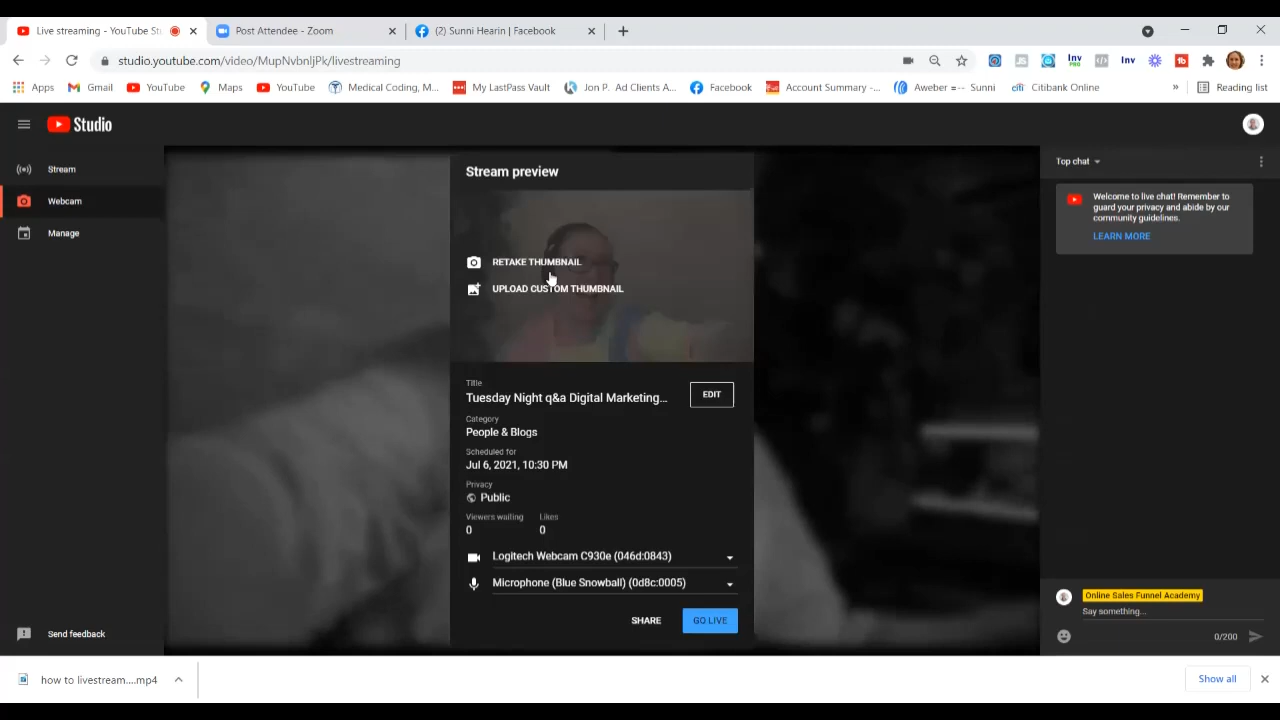 Live streaming - YouTube St
Post Attendee - Zoom
(2) Sunni Hearin | Facebook
studio.youtube.com/video/MupNvbnljPk/livestreaming
Apps
Gmail
YouTube
Maps
YouTube
Medical Coding, M...
My LastPass Vault
Jon P. Ad Clients A...
Facebook
Account Summary -...
Aweber =-- Sunni
citi Citibank Online
»
Reading list
Studio
Stream
Webcam
Manage
Send feedback
Stream preview
RETAKE THUMBNAIL
UPLOAD CUSTOM THUMBNAIL
Title
Tuesday Night q&a Digital Marketing...
EDIT
Category
People & Blogs
Scheduled for
Jul 6, 2021, 10:30 PM
Privacy
Public
Viewers waiting Likes
0 0
Logitech Webcam C930e (046d:0843)
Microphone (Blue Snowball) (0d8c:0005)
SHARE GO LIVE
Top chat
Welcome to live chat! Remember to
guard your privacy and abide by our
community guidelines.
LEARN MORE
Online Sales Funnel Academy
Say something...
0/200
how to livestream....mp4
Show all